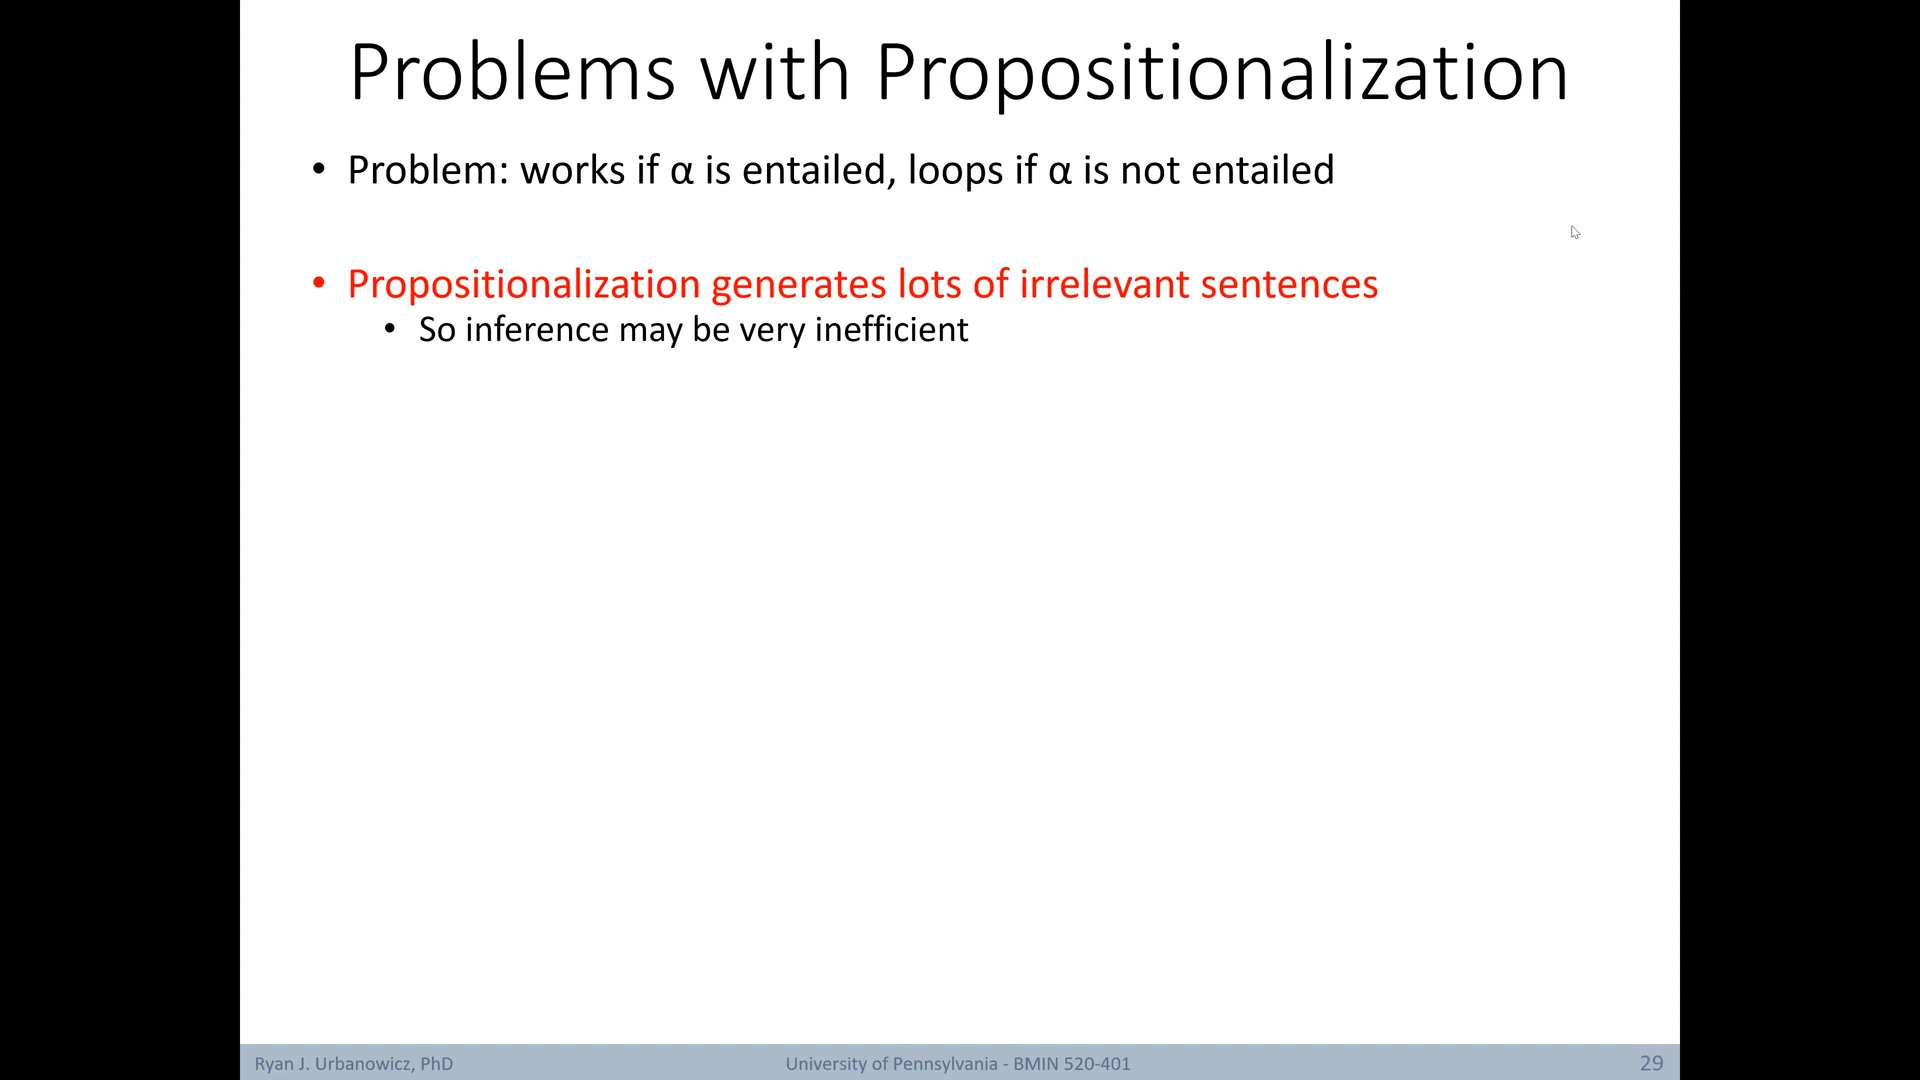 Problems with Propositionalization
• Problem: works if α is entailed, loops if α is not entailed
• Propositionalization generates lots of irrelevant sentences
• So inference may be very inefficient
Ryan J. Urbanowicz, PhD
University of Pennsylvania - BMIN 520-401
29